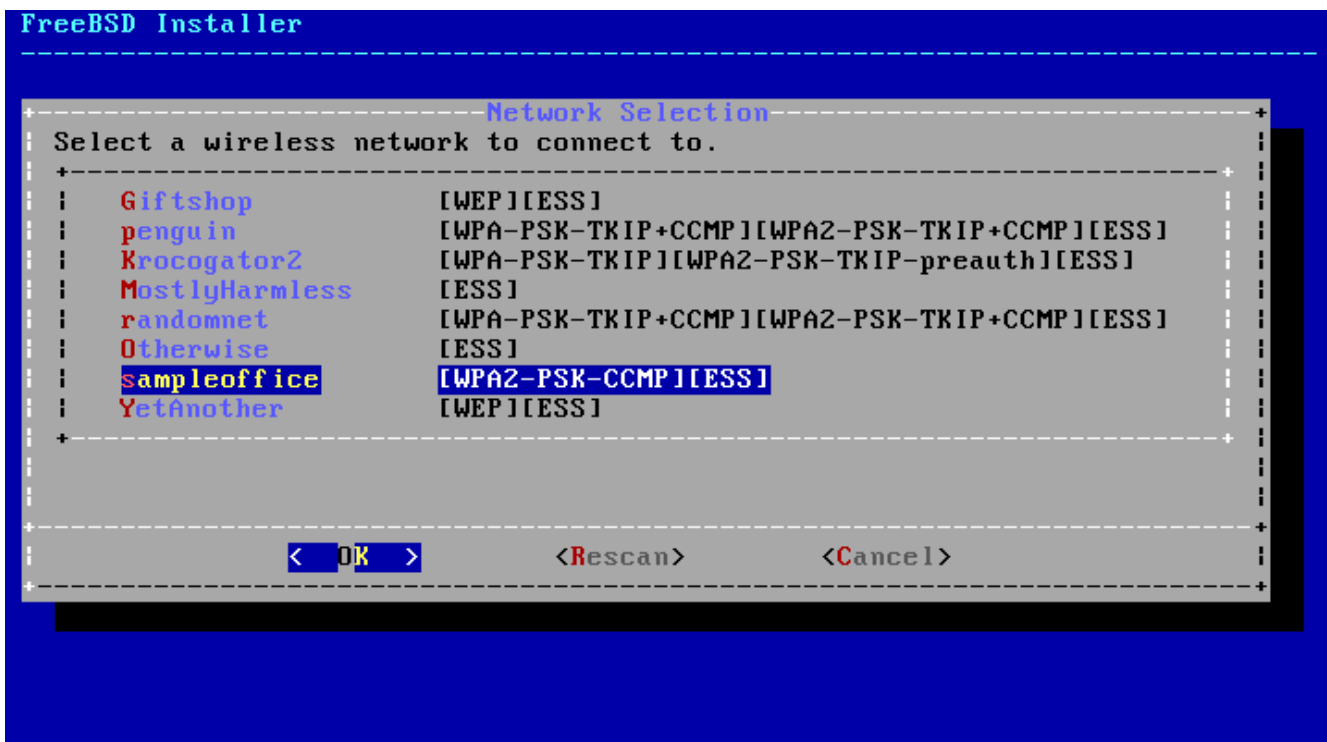 FreeBSD Installer
Network Selection
Select a wireless network to connect to.
Giftshop [WEP][ESS]
penguin [WPA-PSK-TKIP+CCMP][WPA2-PSK-TKIP+CCMP][ESS]
Krocogator2 [WPA-PSK-TKIP][WPA2-PSK-TKIP-preauth][ESS]
MostlyHarmless [ESS]
randomnet [WPA-PSK-TKIP+CCMP][WPA2-PSK-TKIP+CCMP][ESS]
Otherwise [ESS]
sampleoffice [WPA2-PSK-CCMP][ESS]
YetAnother [WEP][ESS]
< OK > <Rescan> <Cancel>